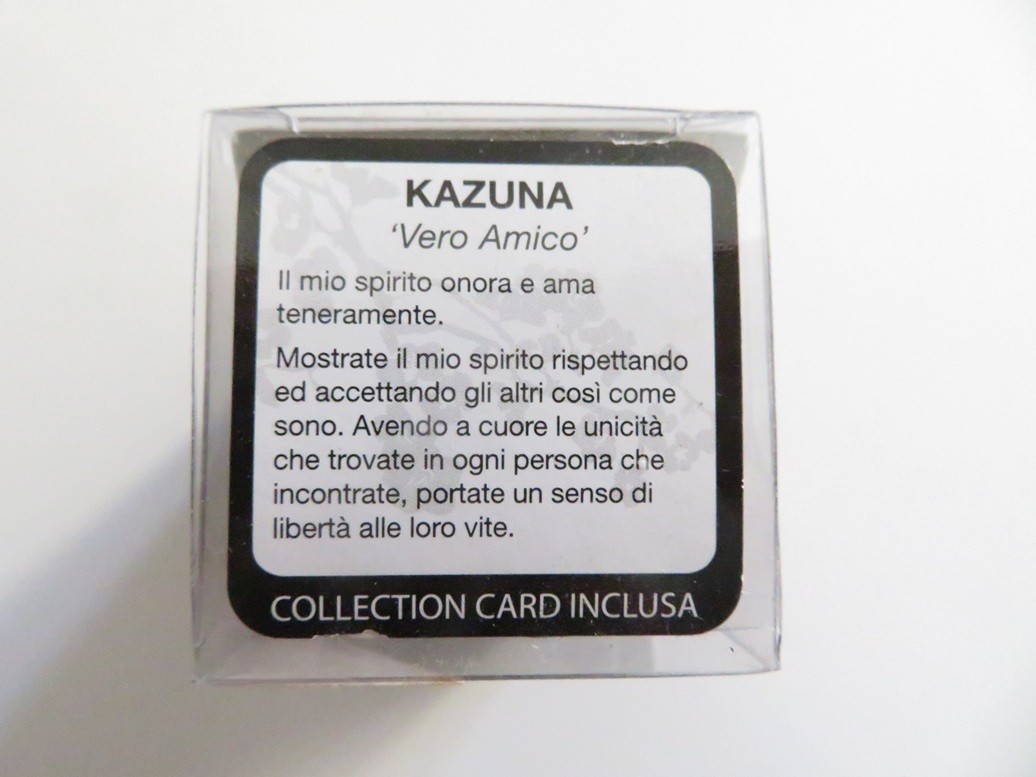 KAZUNA
‘Vero Amico’
Il mio spirito onora e ama
teneramente.
Mostrate il mio spirito rispettando
ed accettando gli altri così come
sono. Avendo a cuore le unicità
che trovate in ogni persona che
incontrate, portate un senso di
libertà alle loro vite.
COLLECTION CARD INCLUSA